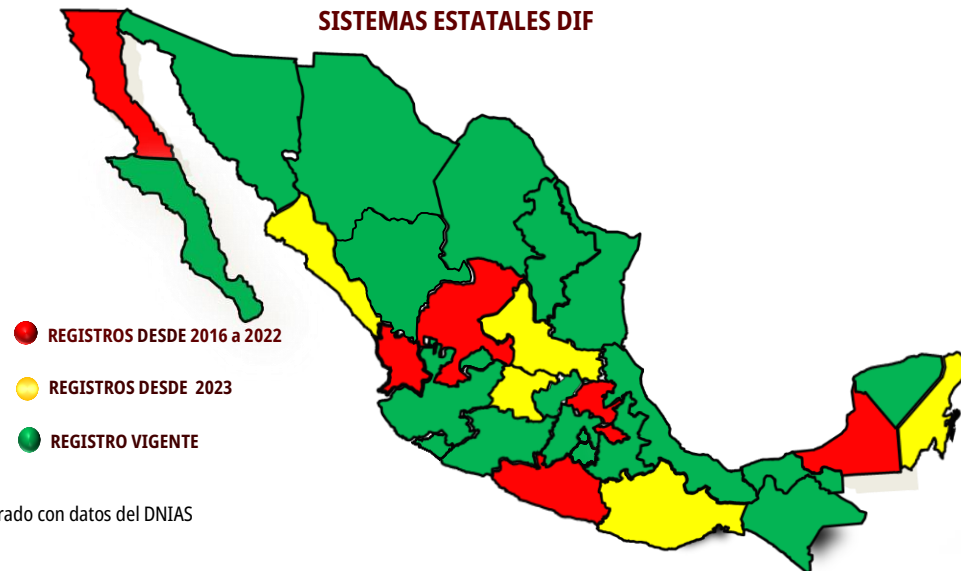 SISTEMAS ESTATALES DIF
REGISTROS DESDE 2016 a 2022
REGISTROS DESDE 2023
REGISTRO VIGENTE
rado con datos del DNIAS